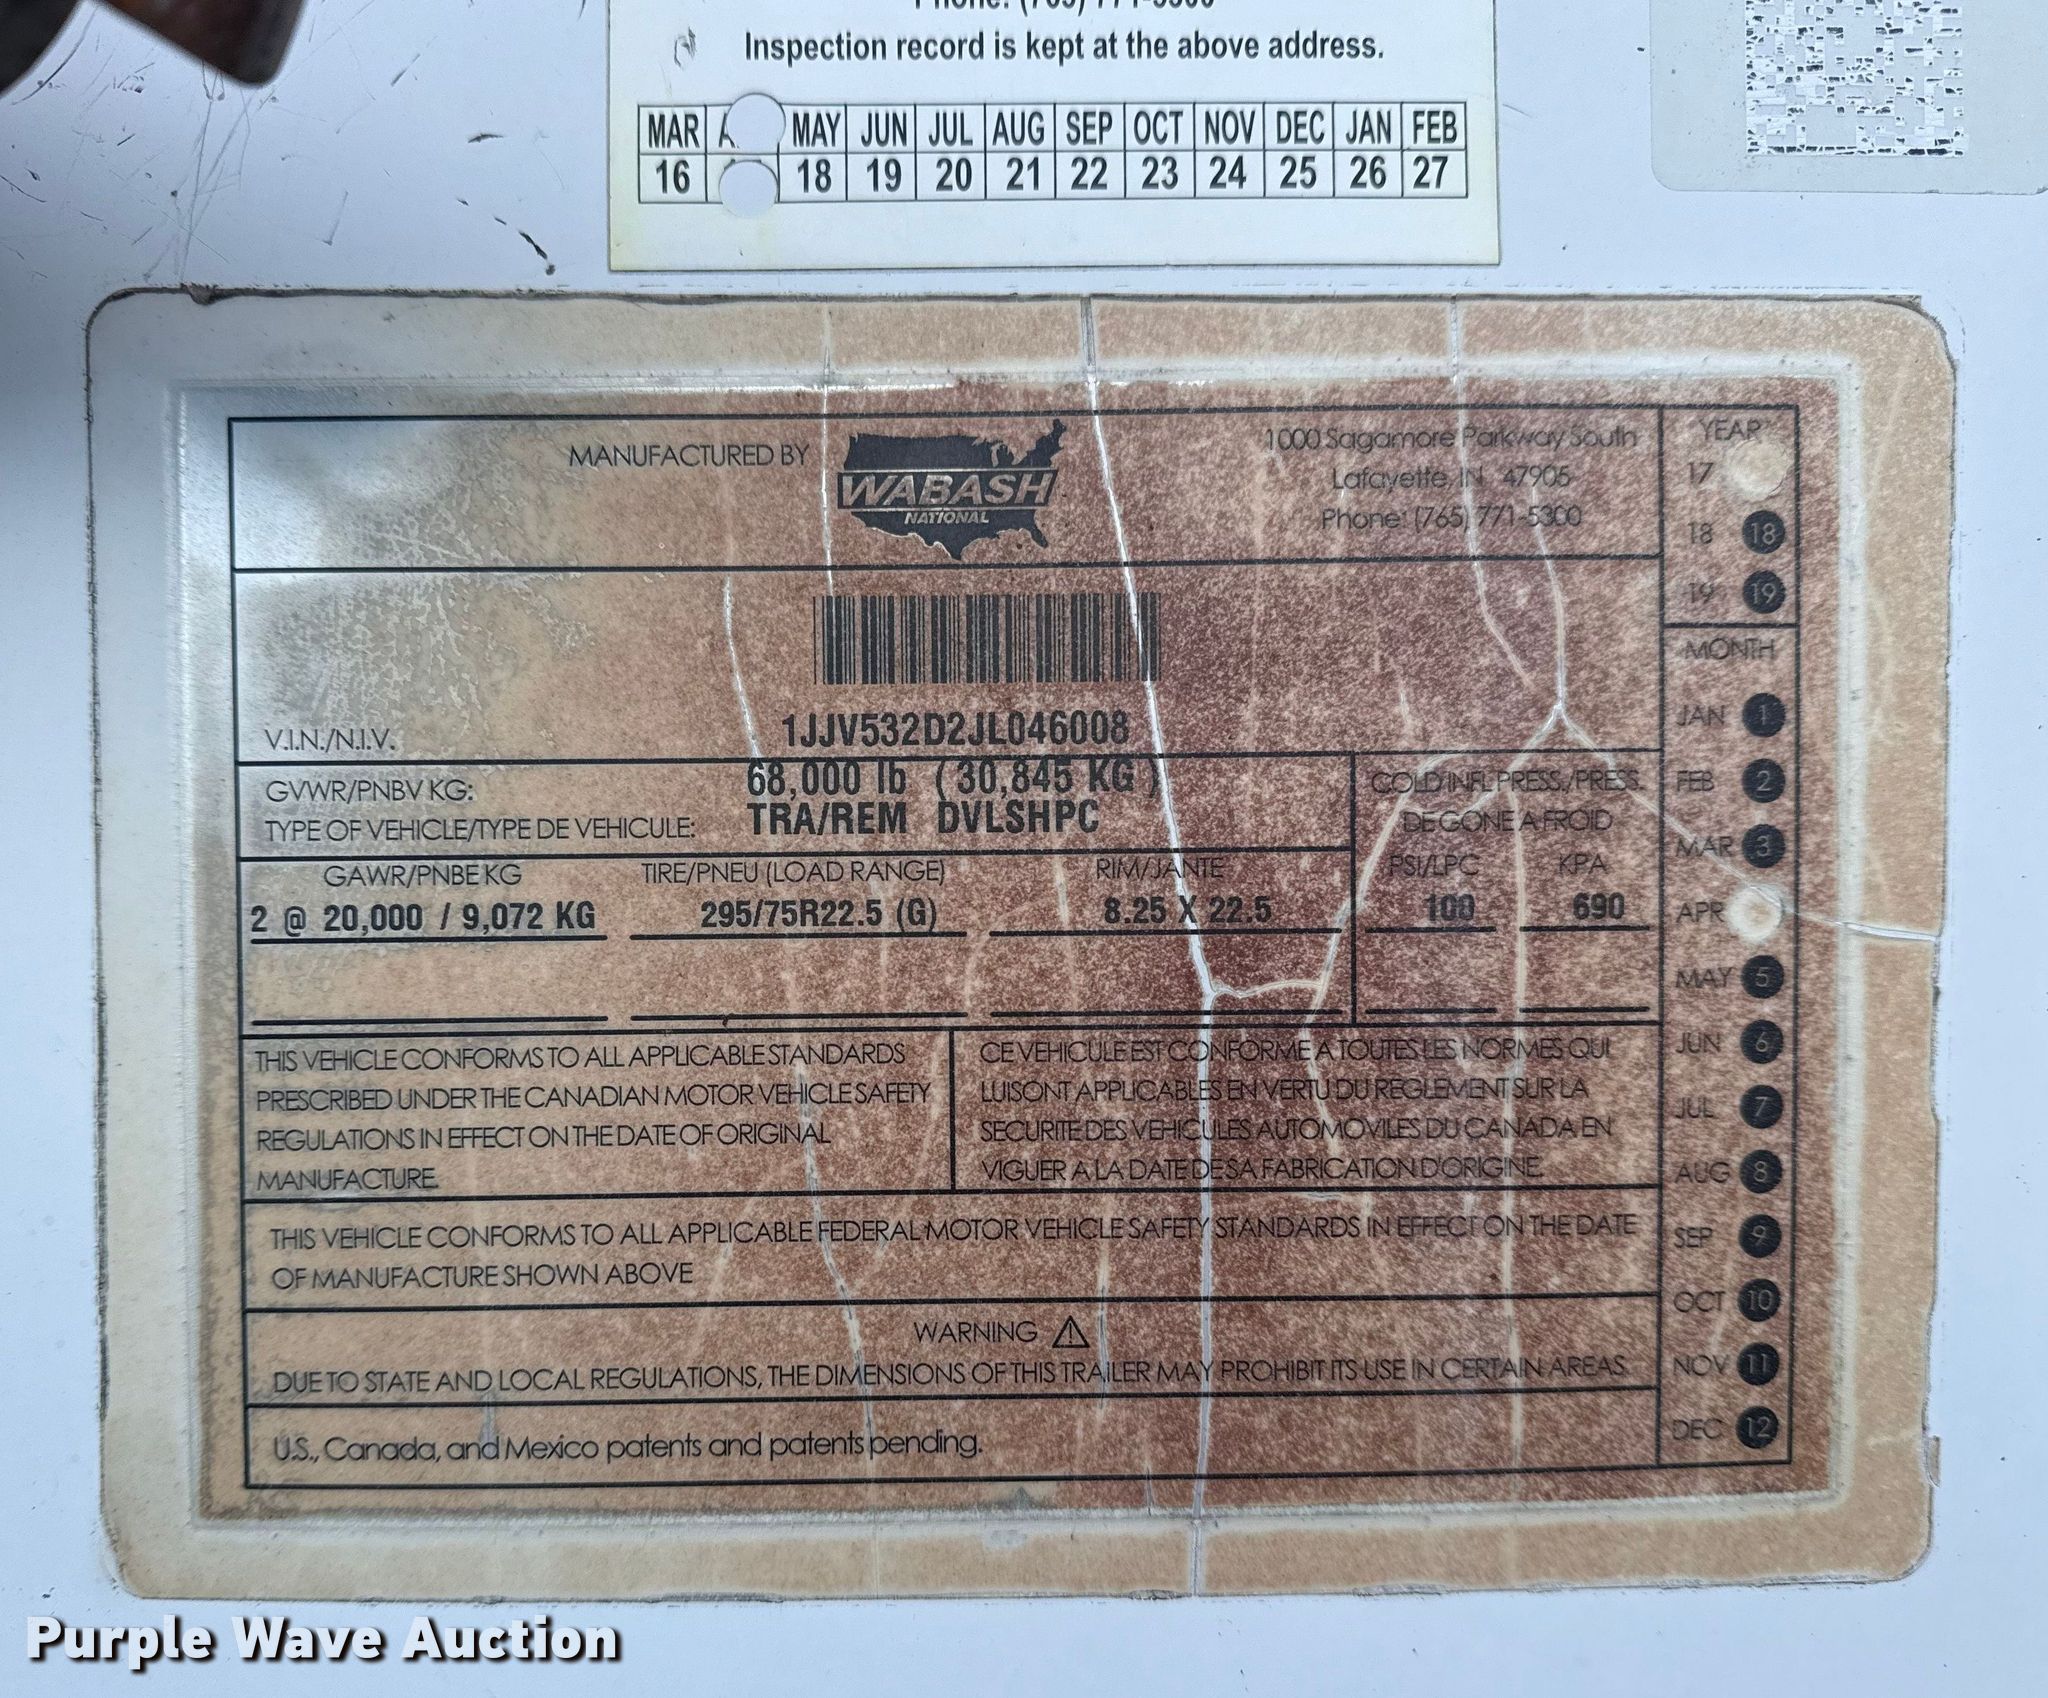 Phone: (765) 771-5300
Inspection record is kept at the above address.
MAR A MAY JUN JUL AUG SEP OCT NOV DEC JAN FEB
16 18 19 20 21 22 23 24 25 26 27
MANUFACTURED BY
WABASH
NATIONAL
1000 Sagamore Parkway South
Lafayette, IN 47905
Phone: (765) 771-5300
YEAR
17
18 18
19 19
MONTH
JAN 1
FEB 2
MAR 3
APR
MAY 5
JUN 6
JUL 7
AUG 8
SEP 9
OCT 10
NOV 11
DEC 12
V.I.N./N.I.V. 1JJV532D2JL046008
GVWR/PNBV KG: 68,000 lb (30,845 KG )
TYPE OF VEHICLE/TYPE DE VEHICULE: TRA/REM DVLSHPC
COLD INFL PRESS./PRESS.
DE GONE A FROID
GAWR/PNBE KG TIRE/PNEU (LOAD RANGE) RIM/JANTE PSI/LPC KPA
2 @ 20,000 / 9,072 KG 295/75R22.5 (G) 8.25 X 22.5 100 690
THIS VEHICLE CONFORMS TO ALL APPLICABLE STANDARDS
PRESCRIBED UNDER THE CANADIAN MOTOR VEHICLE SAFETY
REGULATIONS IN EFFECT ON THE DATE OF ORIGINAL
MANUFACTURE.
CE VEHICULE EST CONFORME A TOUTES LES NORMES QUI
LUI SONT APPLICABLES EN VERTU DU REGLEMENT SUR LA
SECURITE DES VEHICULES AUTOMOVILES DU CANADA EN
VIGUER A LA DATE DE SA FABRICATION D'ORIGINE.
THIS VEHICLE CONFORMS TO ALL APPLICABLE FEDERAL MOTOR VEHICLE SAFETY STANDARDS IN EFFECT ON THE DATE
OF MANUFACTURE SHOWN ABOVE
WARNING
DUE TO STATE AND LOCAL REGULATIONS, THE DIMENSIONS OF THIS TRAILER MAY PROHIBIT ITS USE IN CERTAIN AREAS.
U.S., Canada, and Mexico patents and patents pending.
Purple Wave Auction